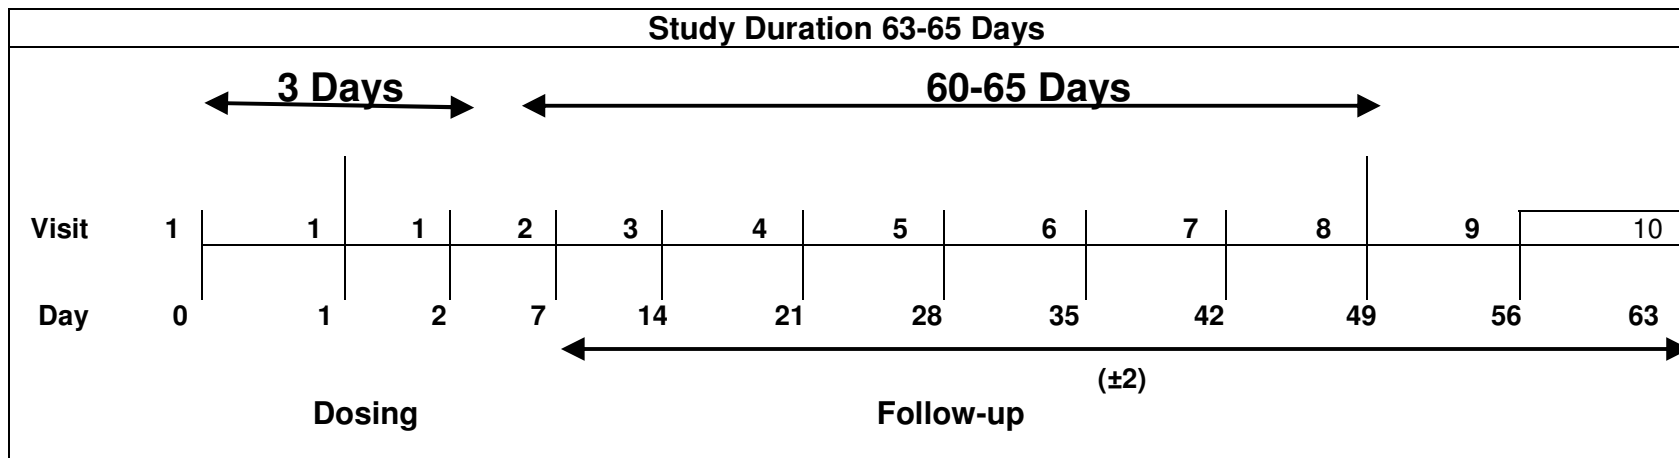 Study Duration 63-65 Days
3 Days 60-65 Days
Visit 1 1 1 2 3 4 5 6 7 8 9 10
Day 0 1 2 7 14 21 28 35 42 49 56 63
(±2)
Dosing Follow-up